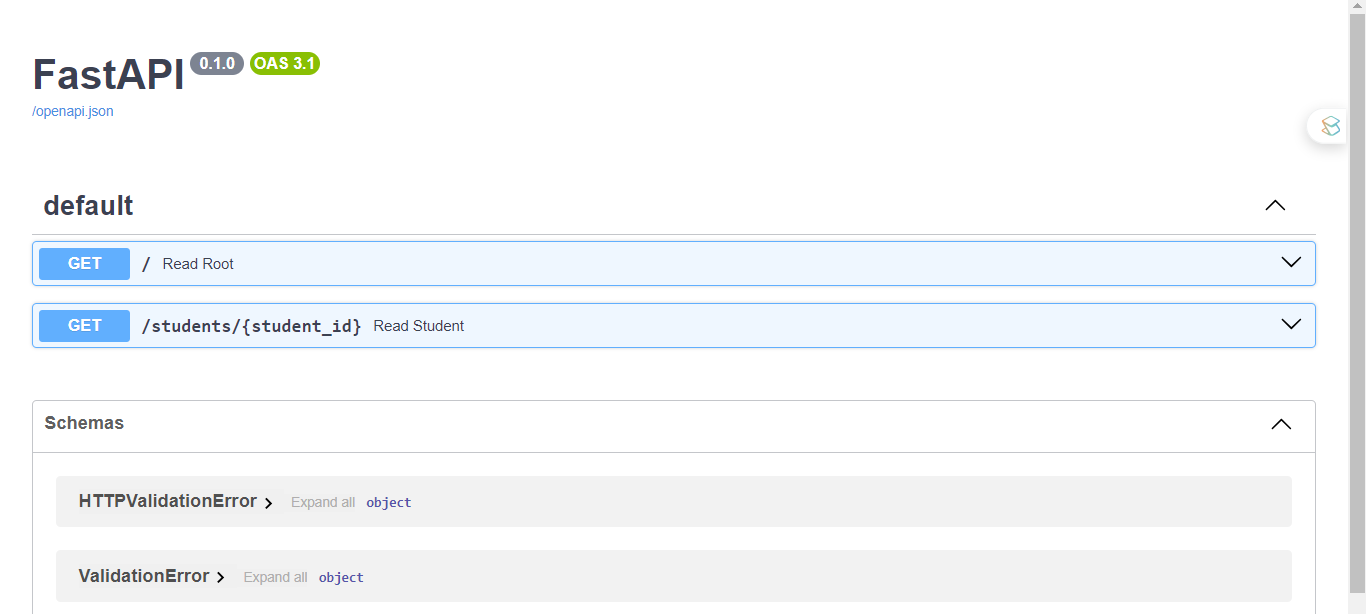 FastAPI 0.1.0 OAS 3.1
/openapi.json
default
GET / Read Root
GET /students/{student_id} Read Student
Schemas
HTTPValidationError Expand all object
ValidationError Expand all object